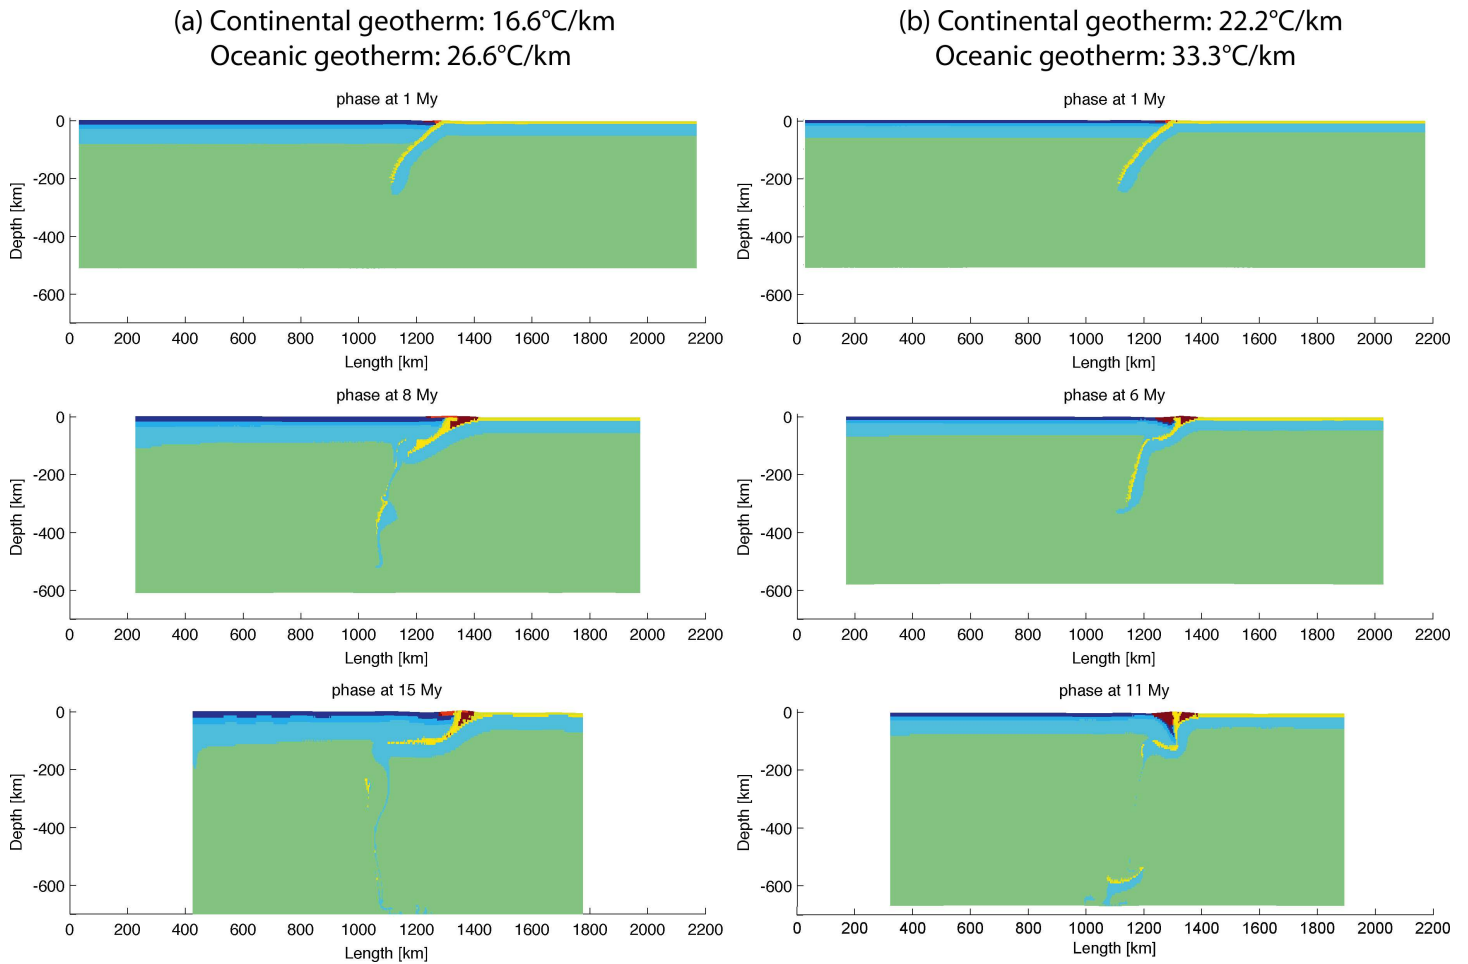 (a) Continental geotherm: 16.6°C/km
Oceanic geotherm: 26.6°C/km
(b) Continental geotherm: 22.2°C/km
Oceanic geotherm: 33.3°C/km
phase at 1 My
0
-200
-400
-600
Depth [km]
0 200 400 600 800 1000 1200 1400 1600 1800 2000 2200
Length [km]
phase at 1 My
0
-200
-400
-600
Depth [km]
0 200 400 600 800 1000 1200 1400 1600 1800 2000 2200
Length [km]
phase at 8 My
0
-200
-400
-600
Depth [km]
0 200 400 600 800 1000 1200 1400 1600 1800 2000 2200
Length [km]
phase at 6 My
0
-200
-400
-600
Depth [km]
0 200 400 600 800 1000 1200 1400 1600 1800 2000 2200
Length [km]
phase at 15 My
0
-200
-400
-600
Depth [km]
0 200 400 600 800 1000 1200 1400 1600 1800 2000 2200
Length [km]
phase at 11 My
0
-200
-400
-600
Depth [km]
0 200 400 600 800 1000 1200 1400 1600 1800 2000 2200
Length [km]